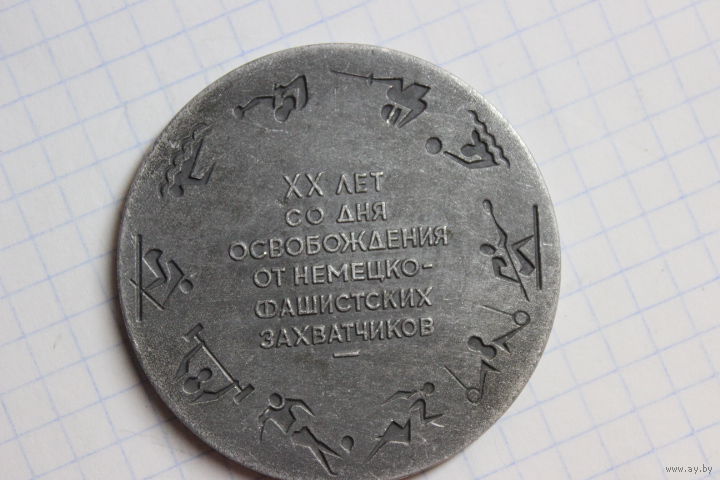 XX ЛЕТ
СО ДНЯ
ОСВОБОЖДЕНИЯ
ОТ НЕМЕЦКО-
ФАШИСТСКИХ
ЗАХВАТЧИКОВ
www.ay.by